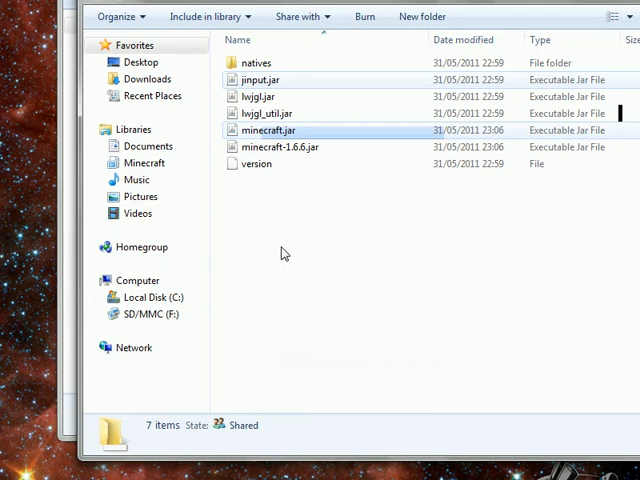 Organize Include in library Share with Burn New folder
Name Date modified Type Size
Favorites
Desktop
Downloads
Recent Places
Libraries
Documents
Minecraft
Music
Pictures
Videos
Homegroup
Computer
Local Disk (C:)
SD/MMC (F:)
Network
natives 31/05/2011 22:59 File folder
jinput.jar 31/05/2011 22:59 Executable Jar File
lwjgl.jar 31/05/2011 22:59 Executable Jar File
lwjgl_util.jar 31/05/2011 22:59 Executable Jar File
minecraft.jar 31/05/2011 23:06 Executable Jar File
minecraft-1.6.6.jar 31/05/2011 23:06 Executable Jar File
version 31/05/2011 22:59 File
7 items State: Shared